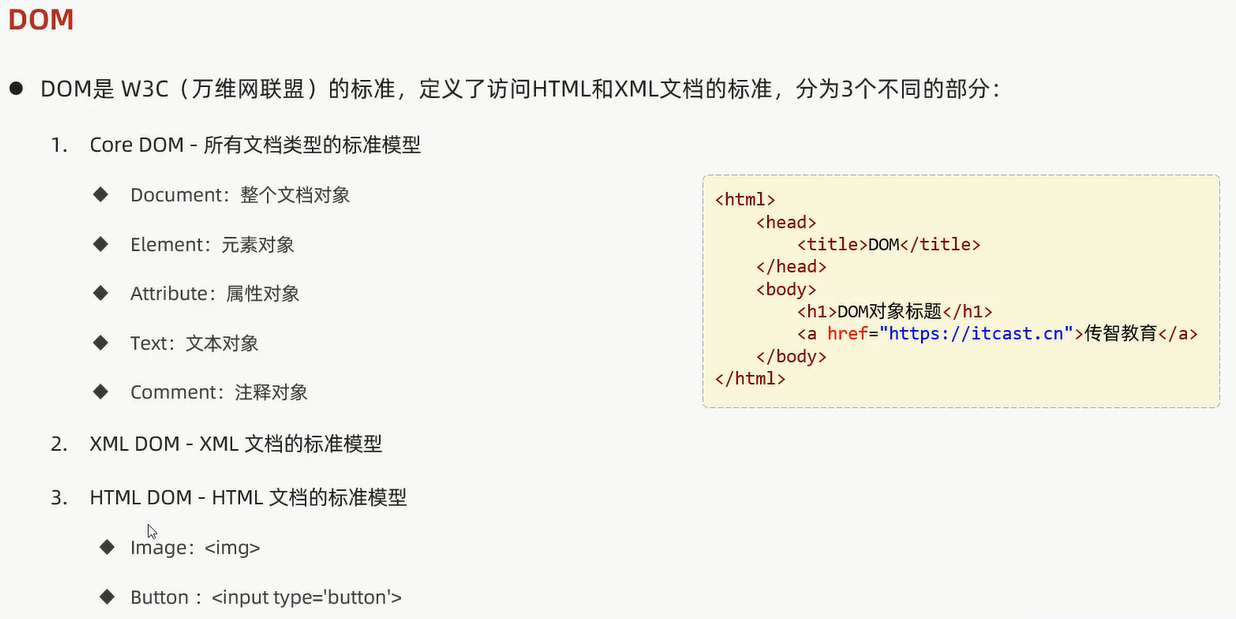 DOM
● DOM是 W3C（万维网联盟）的标准，定义了访问HTML和XML文档的标准，分为3个不同的部分：
1. Core DOM - 所有文档类型的标准模型
◆ Document：整个文档对象
◆ Element：元素对象
◆ Attribute：属性对象
◆ Text：文本对象
◆ Comment：注释对象
2. XML DOM - XML 文档的标准模型
3. HTML DOM - HTML 文档的标准模型
◆ Image：<img>
◆ Button ：<input type='button'>
<html>
    <head>
        <title>DOM</title>
    </head>
    <body>
        <h1>DOM对象标题</h1>
        <a href="https://itcast.cn">传智教育</a>
    </body>
</html>